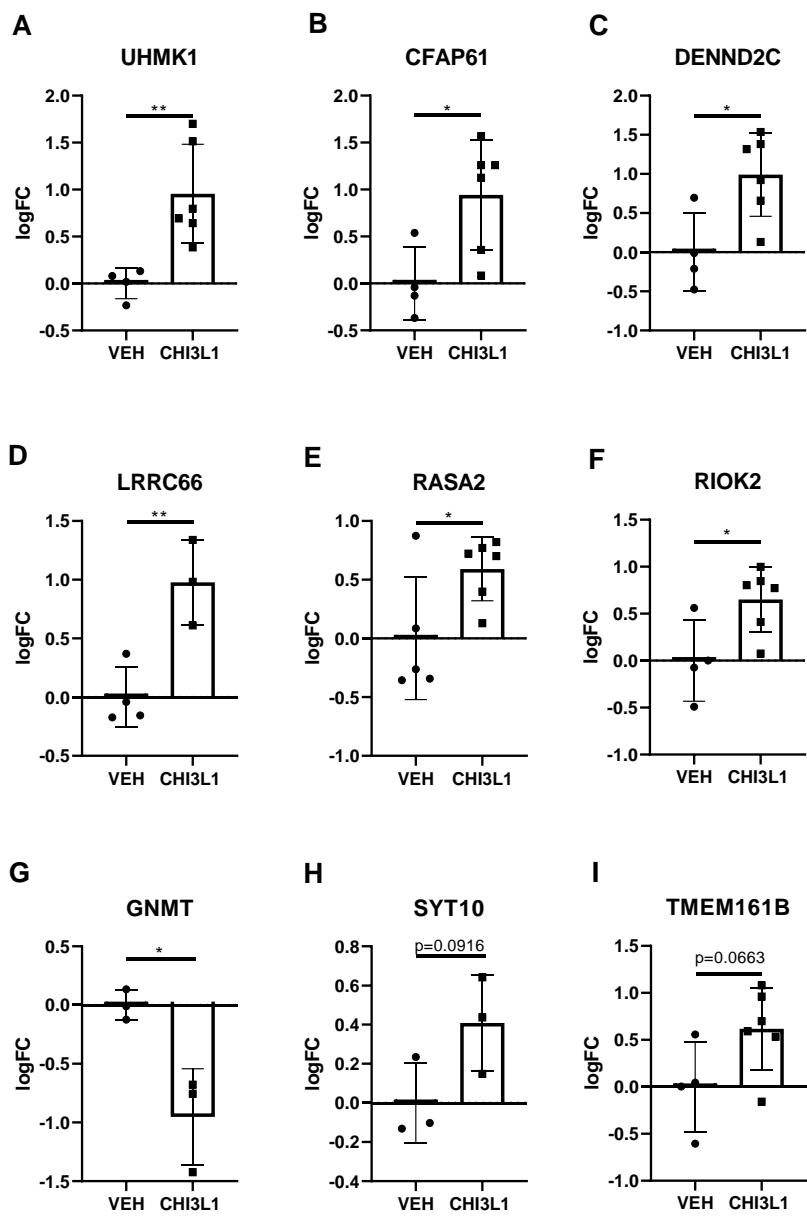 A
UHMK1
**
logFC
2.0
1.5
1.0
0.5
0.0
-0.5
VEH CHI3L1
B
CFAP61
*
logFC
2.0
1.5
1.0
0.5
0.0
-0.5
VEH CHI3L1
C
DENND2C
*
logFC
2.0
1.5
1.0
0.5
0.0
-0.5
-1.0
VEH CHI3L1
D
LRRC66
**
logFC
1.5
1.0
0.5
0.0
-0.5
VEH CHI3L1
E
RASA2
*
logFC
1.0
0.5
0.0
-0.5
-1.0
VEH CHI3L1
F
RIOK2
*
logFC
1.5
1.0
0.5
0.0
-0.5
-1.0
VEH CHI3L1
G
GNMT
*
logFC
0.5
0.0
-0.5
-1.0
-1.5
VEH CHI3L1
H
SYT10
p=0.0916
logFC
0.8
0.6
0.4
0.2
0.0
-0.2
-0.4
VEH CHI3L1
I
TMEM161B
p=0.0663
logFC
1.5
1.0
0.5
0.0
-0.5
-1.0
VEH CHI3L1